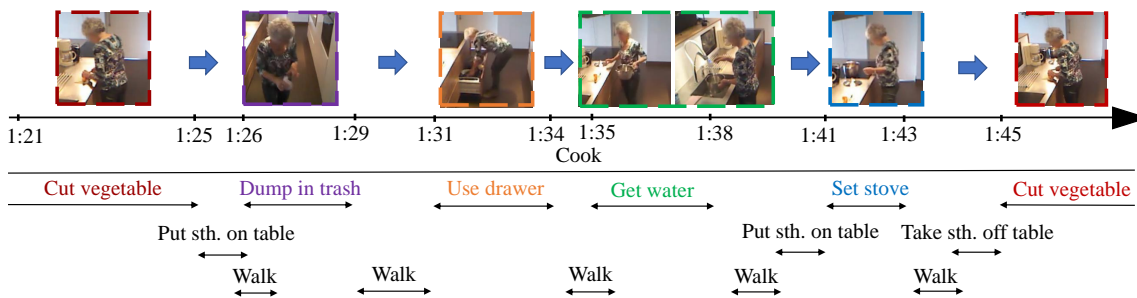 1:21 1:25 1:26 1:29 1:31 1:34 1:35 1:38 1:41 1:43 1:45
Cook
Cut vegetable Dump in trash Use drawer Get water Set stove Cut vegetable
Put sth. on table Put sth. on table Take sth. off table
Walk Walk Walk Walk Walk